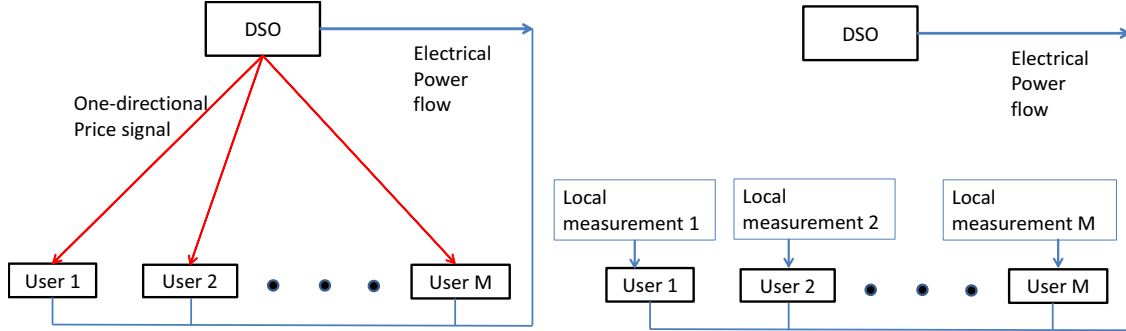 DSO
Electrical
Power
flow
One-directional
Price signal
User 1
User 2
User M
DSO
Electrical
Power
flow
Local
measurement 1
Local
measurement 2
Local
measurement M
User 1
User 2
User M